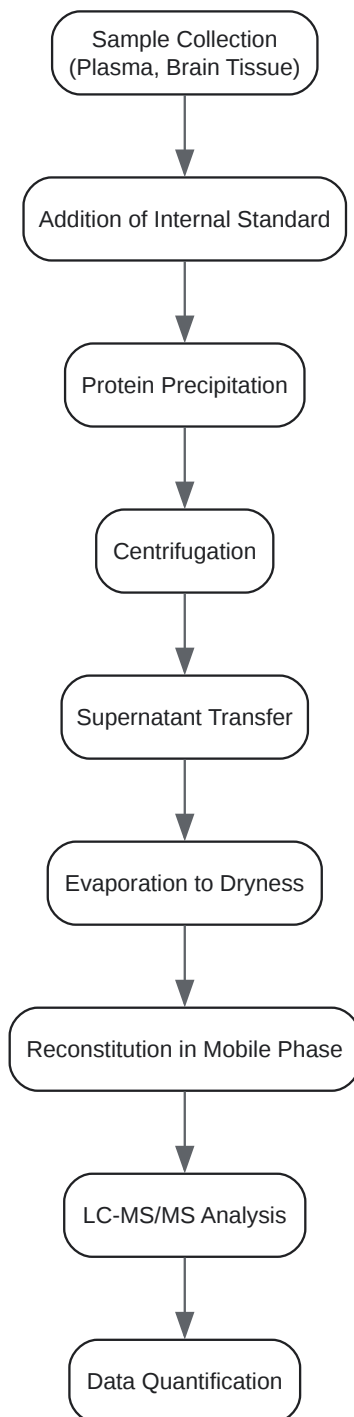 Sample Collection
(Plasma, Brain Tissue)
Addition of Internal Standard
Protein Precipitation
Centrifugation
Supernatant Transfer
Evaporation to Dryness
Reconstitution in Mobile Phase
LC-MS/MS Analysis
Data Quantification